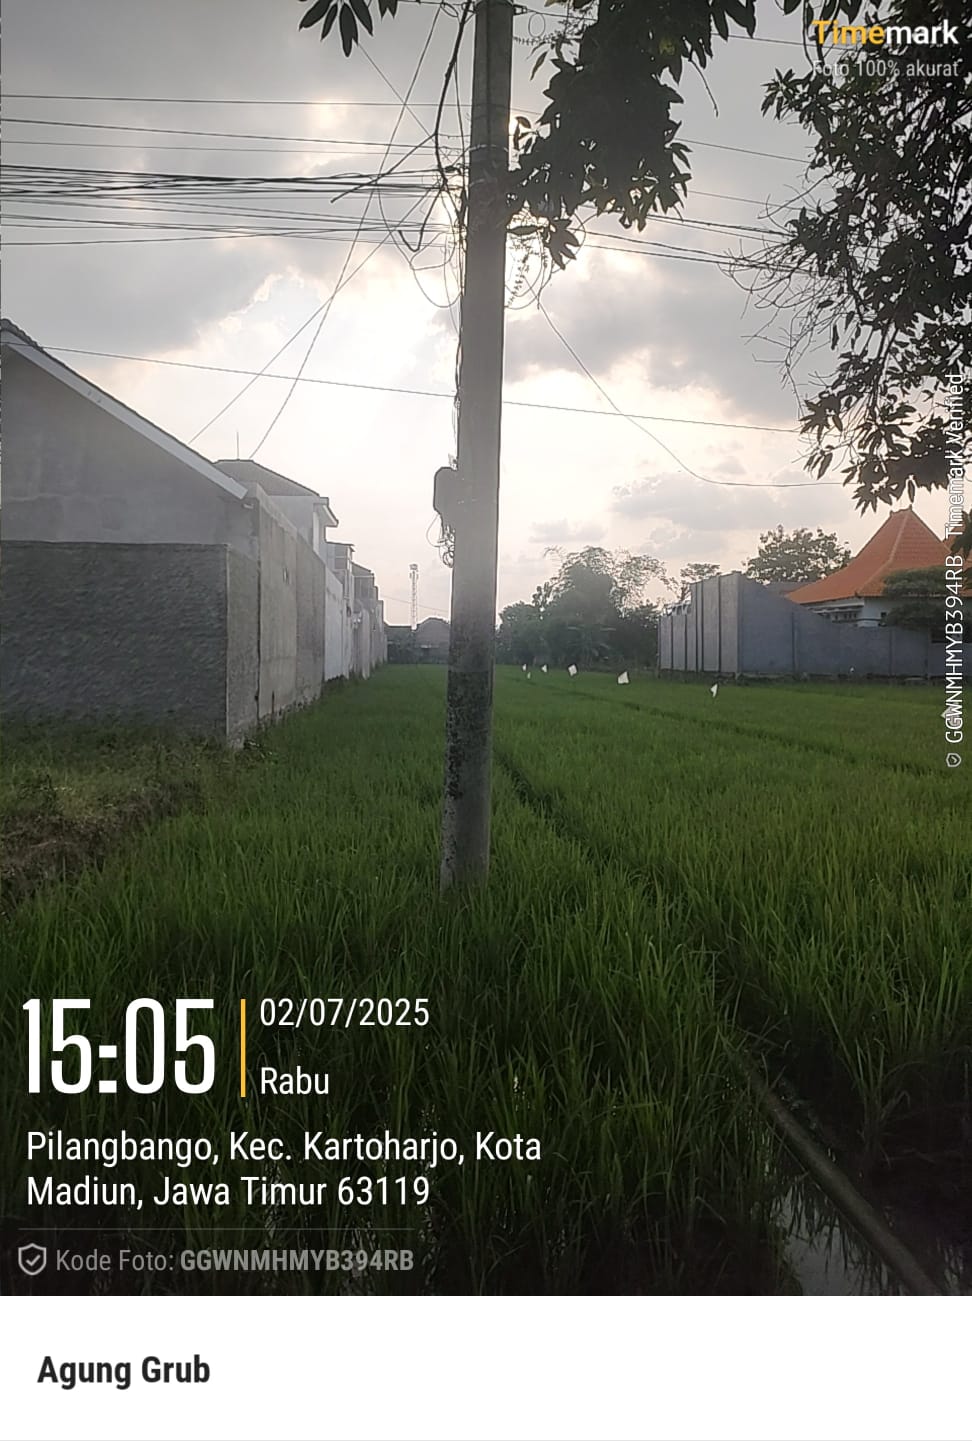 Timemark
Foto 100% akurat
GGWNMHMYB394RB Timemark Verified
15:05
02/07/2025
Rabu
Pilangbango, Kec. Kartoharjo, Kota
Madiun, Jawa Timur 63119
Kode Foto: GGWNMHMYB394RB
Agung Grub